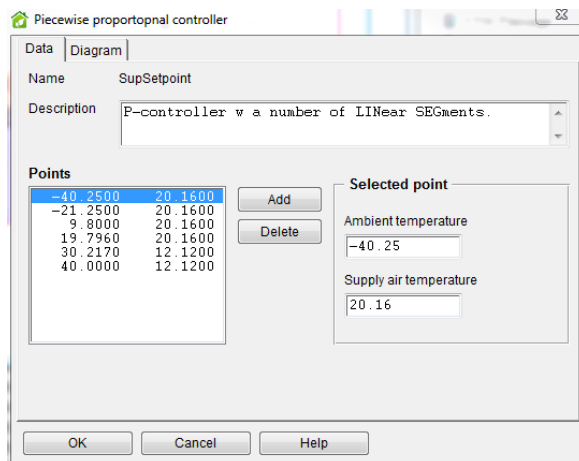 Piecewise proportopnal controller
Data Diagram
Name SupSetpoint
Description P-controller w a number of LINear SEGments.
Points
-40.2500 20.1600
-21.2500 20.1600
9.8000 20.1600
19.7960 20.1600
30.2170 12.1200
40.0000 12.1200
Add
Delete
Selected point
Ambient temperature
-40.25
Supply air temperature
20.16
OK Cancel Help